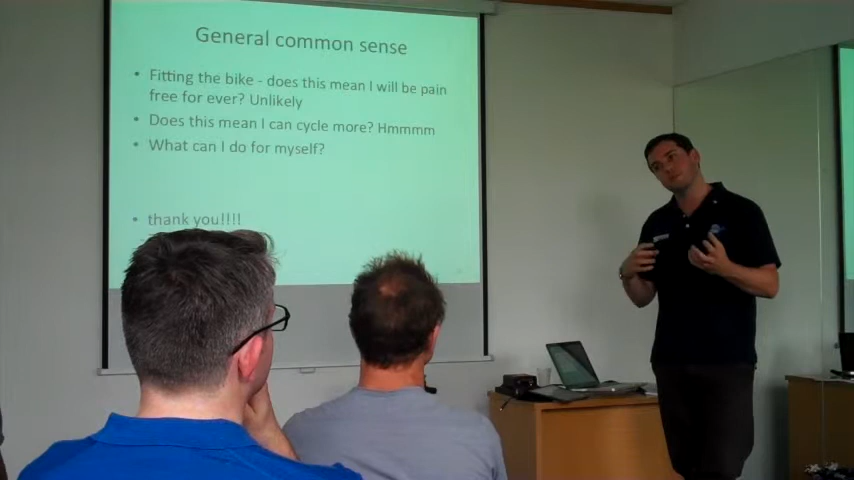 General common sense
• Fitting the bike - does this mean I will be pain
free for ever? Unlikely
• Does this mean I can cycle more? Hmmmm
• What can I do for myself?
• thank you!!!!